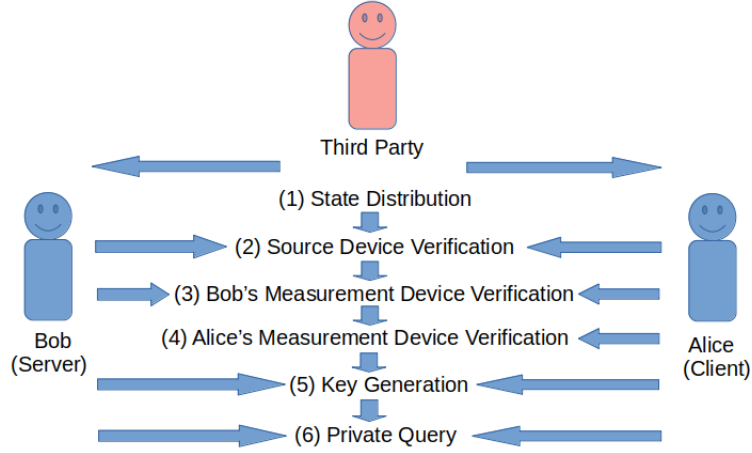 Third Party
(1) State Distribution
(2) Source Device Verification
(3) Bob's Measurement Device Verification
(4) Alice's Measurement Device Verification
Bob
(Server)
Alice
(Client)
(5) Key Generation
(6) Private Query